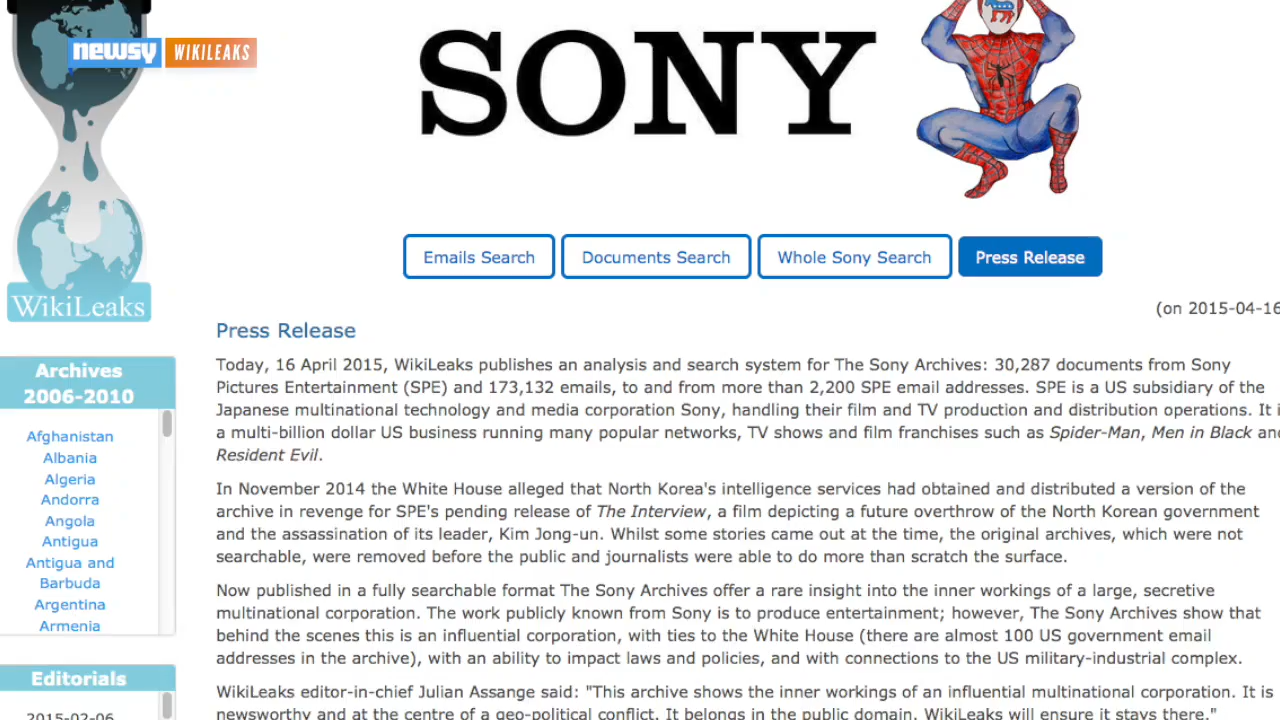 newsy WIKILEAKS
SONY
Emails Search
Documents Search
Whole Sony Search
Press Release
WikiLeaks
(on 2015-04-16
Press Release
Today, 16 April 2015, WikiLeaks publishes an analysis and search system for The Sony Archives: 30,287 documents from Sony
Pictures Entertainment (SPE) and 173,132 emails, to and from more than 2,200 SPE email addresses. SPE is a US subsidiary of the
Japanese multinational technology and media corporation Sony, handling their film and TV production and distribution operations. It i
a multi-billion dollar US business running many popular networks, TV shows and film franchises such as Spider-Man, Men in Black and
Resident Evil.
In November 2014 the White House alleged that North Korea's intelligence services had obtained and distributed a version of the
archive in revenge for SPE's pending release of The Interview, a film depicting a future overthrow of the North Korean government
and the assassination of its leader, Kim Jong-un. Whilst some stories came out at the time, the original archives, which were not
searchable, were removed before the public and journalists were able to do more than scratch the surface.
Now published in a fully searchable format The Sony Archives offer a rare insight into the inner workings of a large, secretive
multinational corporation. The work publicly known from Sony is to produce entertainment; however, The Sony Archives show that
behind the scenes this is an influential corporation, with ties to the White House (there are almost 100 US government email
addresses in the archive), with an ability to impact laws and policies, and with connections to the US military-industrial complex.
WikiLeaks editor-in-chief Julian Assange said: "This archive shows the inner workings of an influential multinational corporation. It is
newsworthy and at the centre of a geo-political conflict. It belongs in the public domain. WikiLeaks will ensure it stays there."
Archives
2006-2010
Afghanistan
Albania
Algeria
Andorra
Angola
Antigua
Antigua and
Barbuda
Argentina
Armenia
Editorials
2015-02-06